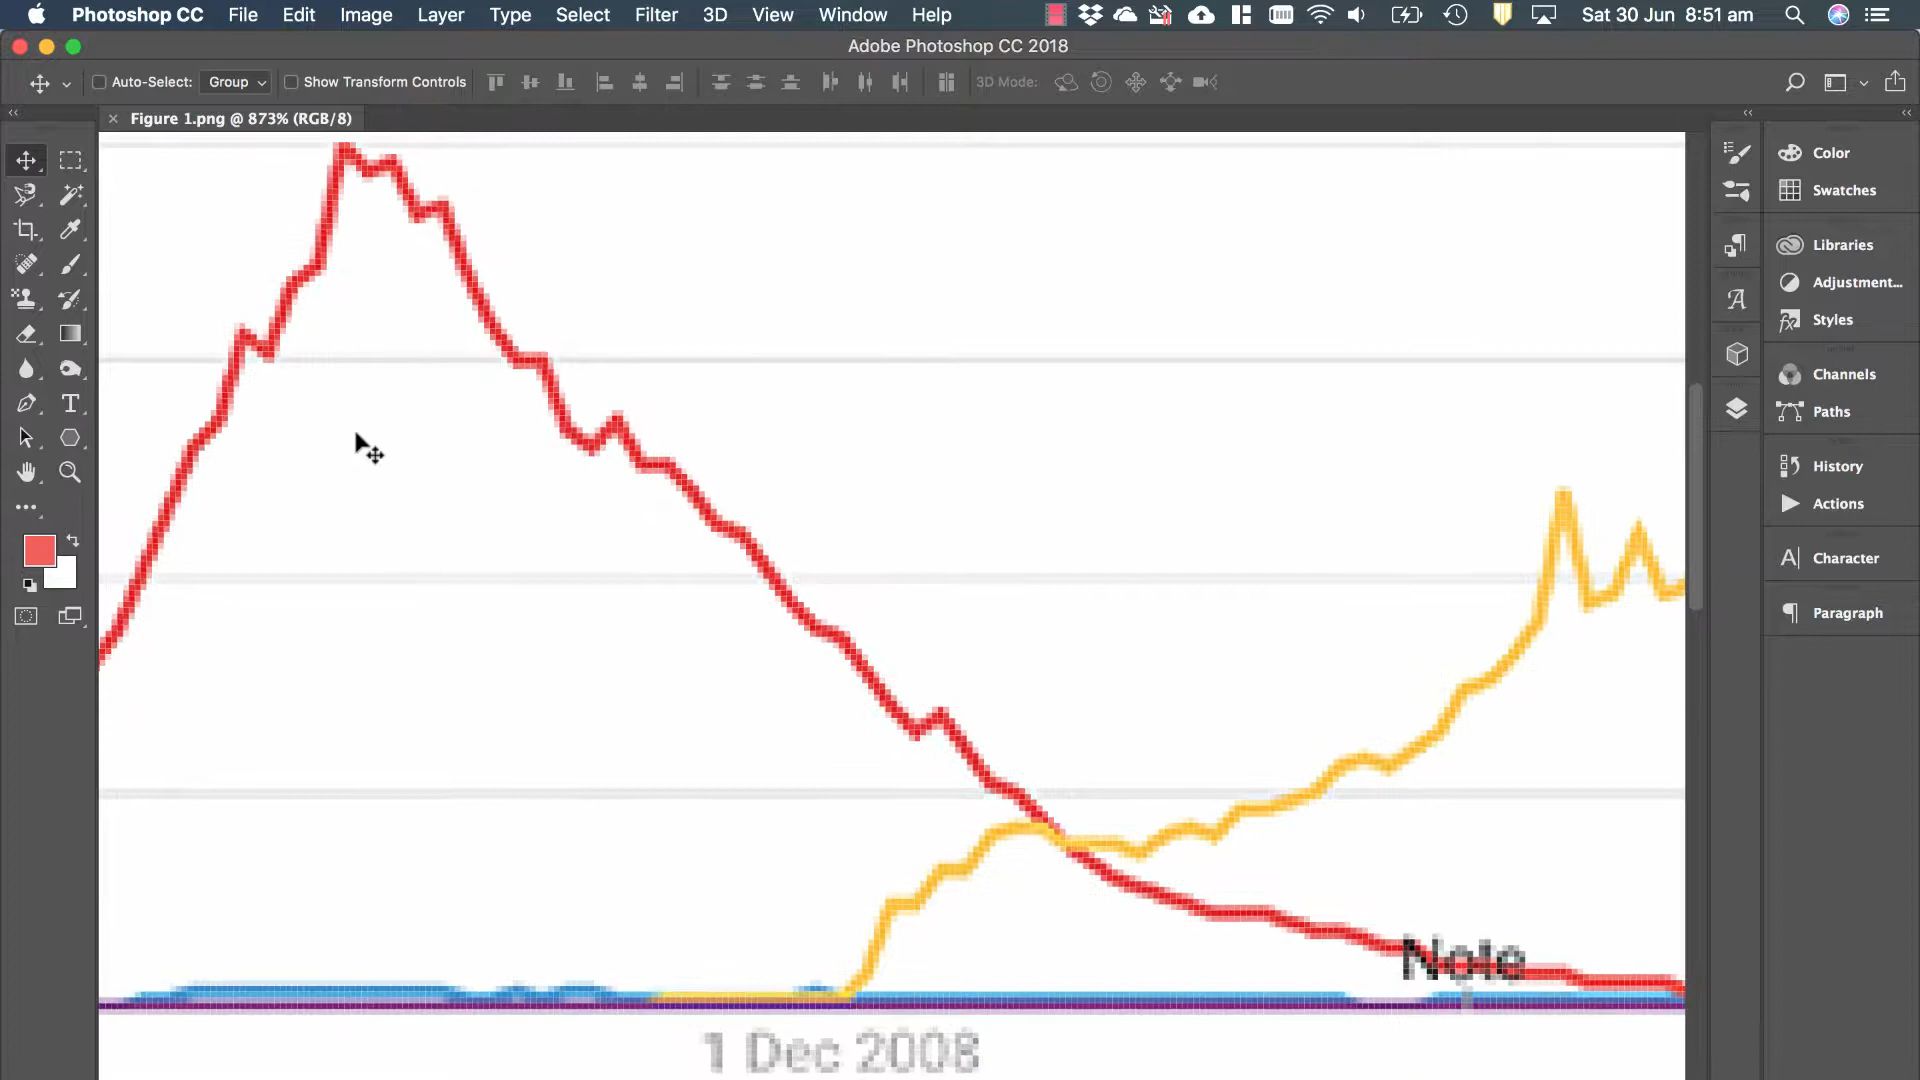 Photoshop CC File Edit Image Layer Type Select Filter 3D View Window Help Sat 30 Jun 8:51 am
Adobe Photoshop CC 2018
Auto-Select: Group Show Transform Controls 3D Mode:
Figure 1.png @ 873% (RGB/8)
Color
Swatches
Libraries
Adjustment...
Styles
Channels
Paths
History
Actions
Character
Paragraph
Note
1 Dec 2008